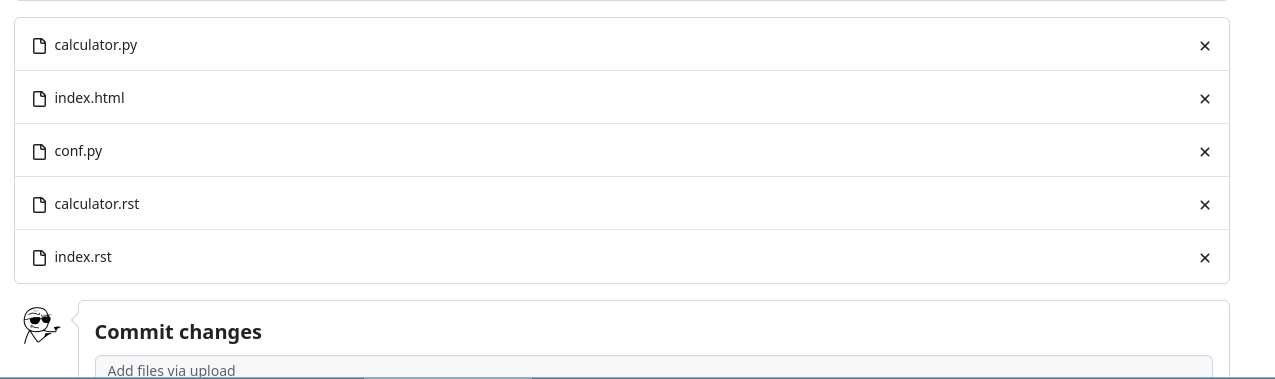 calculator.py
index.html
conf.py
calculator.rst
index.rst
Commit changes
Add files via upload